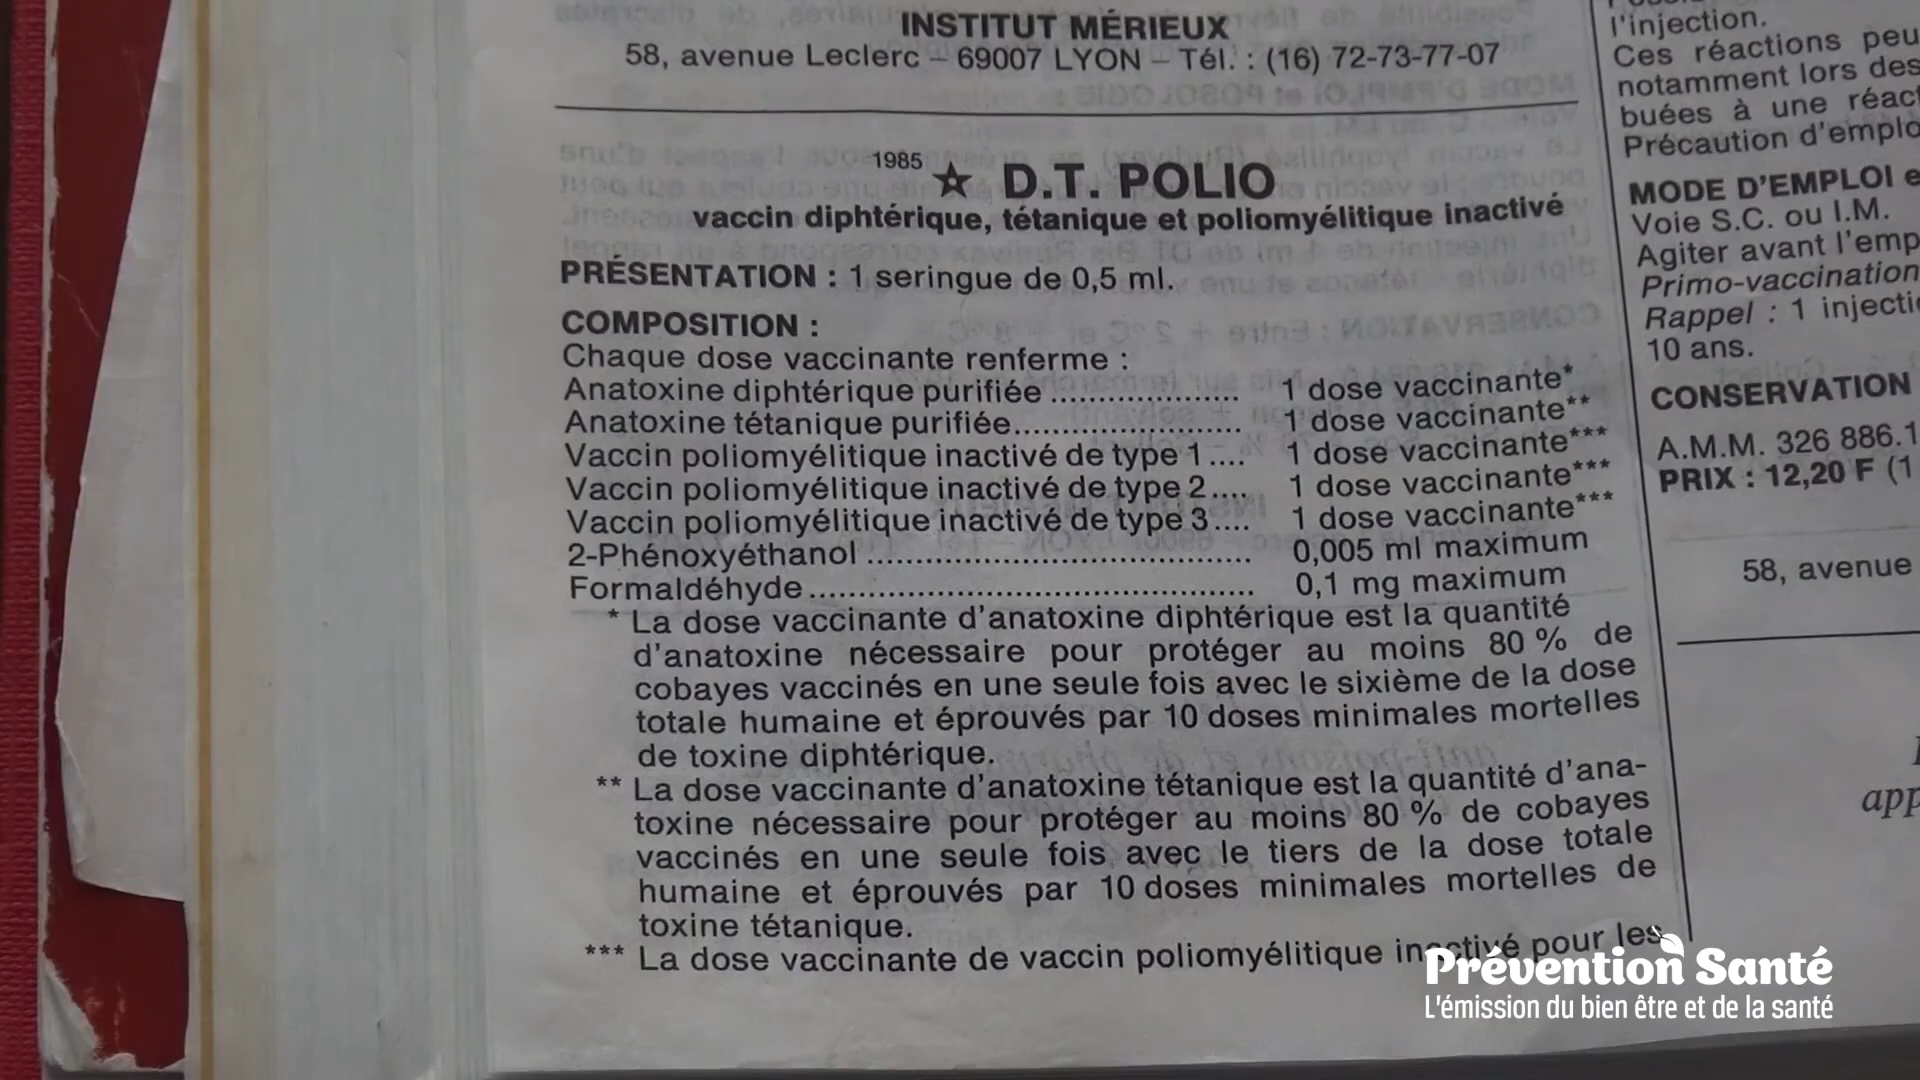 INSTITUT MÉRIEUX
58, avenue Leclerc – 69007 LYON – Tél. : (16) 72-73-77-07
1985 ☆ D.T. POLIO
vaccin diphtérique, tétanique et poliomyélitique inactivé
PRÉSENTATION : 1 seringue de 0,5 ml.
COMPOSITION :
Chaque dose vaccinante renferme :
Anatoxine diphtérique purifiée .................... 1 dose vaccinante*
Anatoxine tétanique purifiée........................ 1 dose vaccinante**
Vaccin poliomyélitique inactivé de type 1 .... 1 dose vaccinante***
Vaccin poliomyélitique inactivé de type 2.... 1 dose vaccinante***
Vaccin poliomyélitique inactivé de type 3.... 1 dose vaccinante***
2-Phénoxyéthanol ......................................... 0,005 ml maximum
Formaldéhyde............................................... 0,1 mg maximum
* La dose vaccinante d'anatoxine diphtérique est la quantité
d'anatoxine nécessaire pour protéger au moins 80 % de
cobayes vaccinés en une seule fois avec le sixième de la dose
totale humaine et éprouvés par 10 doses minimales mortelles
de toxine diphtérique.
** La dose vaccinante d'anatoxine tétanique est la quantité d'ana-
toxine nécessaire pour protéger au moins 80 % de cobayes
vaccinés en une seule fois avec le tiers de la dose totale
humaine et éprouvés par 10 doses minimales mortelles de
toxine tétanique.
*** La dose vaccinante de vaccin poliomyélitique inactivé pour les
l'injection.
Ces réactions peu
notamment lors des
buées à une réact
Précaution d'emplo
MODE D'EMPLOI e
Voie S.C. ou I.M.
Agiter avant l'emp
Primo-vaccination
Rappel : 1 injecti
10 ans.
CONSERVATION
A.M.M. 326 886.1
PRIX : 12,20 F (1
58, avenue
app
Prévention Santé
L'émission du bien être et de la santé